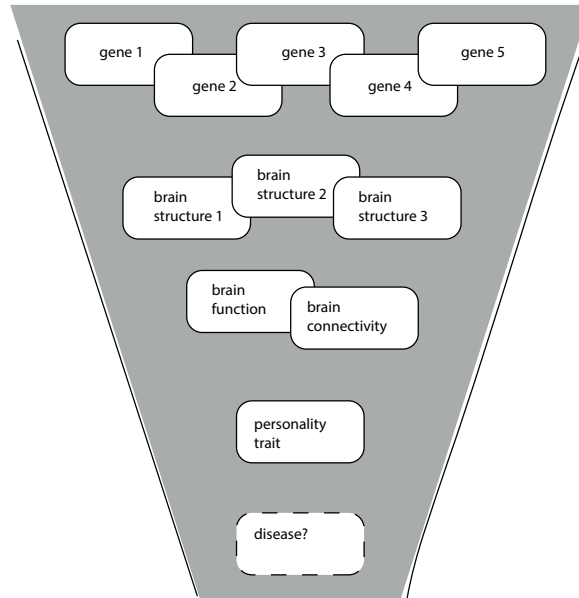 gene 1
gene 2
gene 3
gene 4
gene 5
brain
structure 1
brain
structure 2
brain
structure 3
brain
function
brain
connectivity
personality
trait
disease?